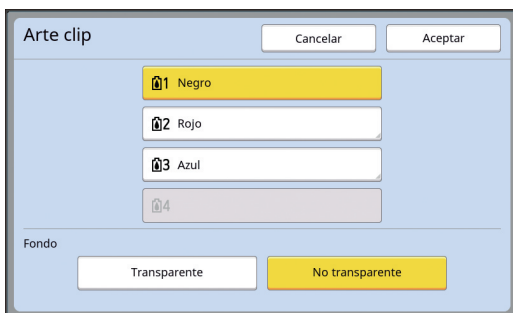 Arte clip
Cancelar
Aceptar
1 Negro
2 Rojo
3 Azul
4
Fondo
Transparente
No transparente